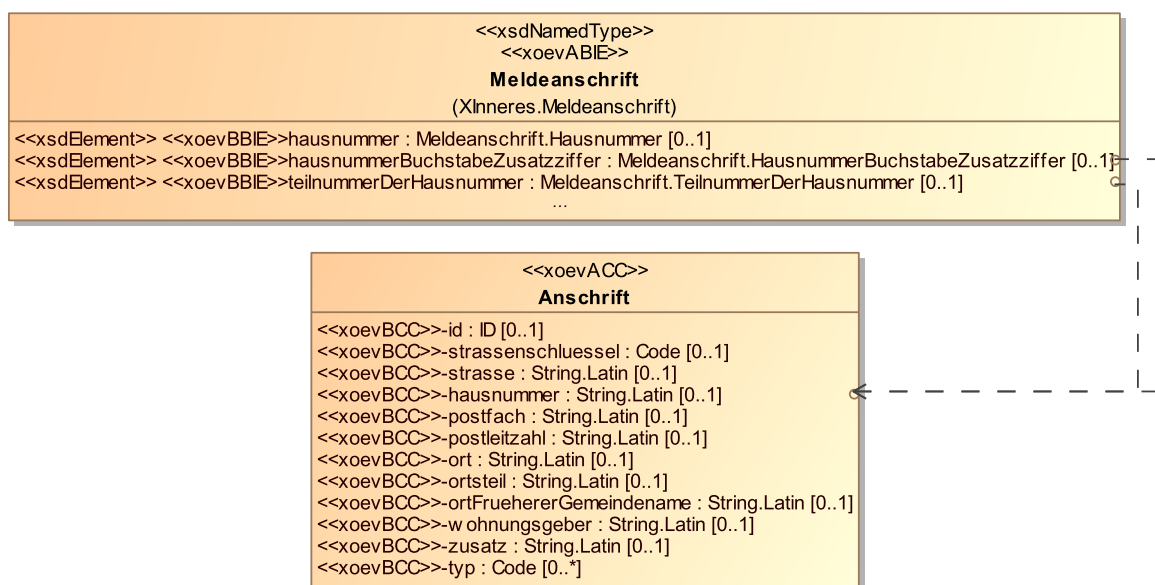 <<xsdNamedType>>
<<xoevABIE>>
Meldeanschrift
(XInneres.Meldeanschrift)
<<xsdElement>> <<xoevBBIE>>hausnummer : Meldeanschrift.Hausnummer [0..1]
<<xsdElement>> <<xoevBBIE>>hausnummerBuchstabeZusatzziffer : Meldeanschrift.HausnummerBuchstabeZusatzziffer [0..1]
<<xsdElement>> <<xoevBBIE>>teilnummerDerHausnummer : Meldeanschrift.TeilnummerDerHausnummer [0..1]
...
<<xoevACC>>
Anschrift
<<xoevBCC>>-id : ID [0..1]
<<xoevBCC>>-strassenschluessel : Code [0..1]
<<xoevBCC>>-strasse : String.Latin [0..1]
<<xoevBCC>>-hausnummer : String.Latin [0..1]
<<xoevBCC>>-postfach : String.Latin [0..1]
<<xoevBCC>>-postleitzahl : String.Latin [0..1]
<<xoevBCC>>-ort : String.Latin [0..1]
<<xoevBCC>>-ortsteil : String.Latin [0..1]
<<xoevBCC>>-ortFruehererGemeindename : String.Latin [0..1]
<<xoevBCC>>-wohnungsgeber : String.Latin [0..1]
<<xoevBCC>>-zusatz : String.Latin [0..1]
<<xoevBCC>>-typ : Code [0..*]